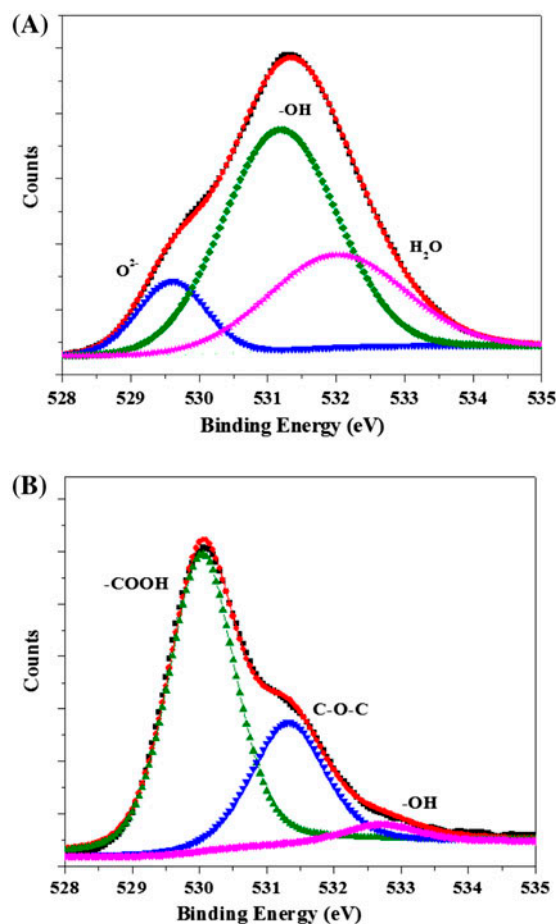 (A)
-OH
O²⁻
H₂O
Counts
528 529 530 531 532 533 534 535
Binding Energy (eV)
(B)
-COOH
C-O-C
-OH
Counts
528 529 530 531 532 533 534 535
Binding Energy (eV)